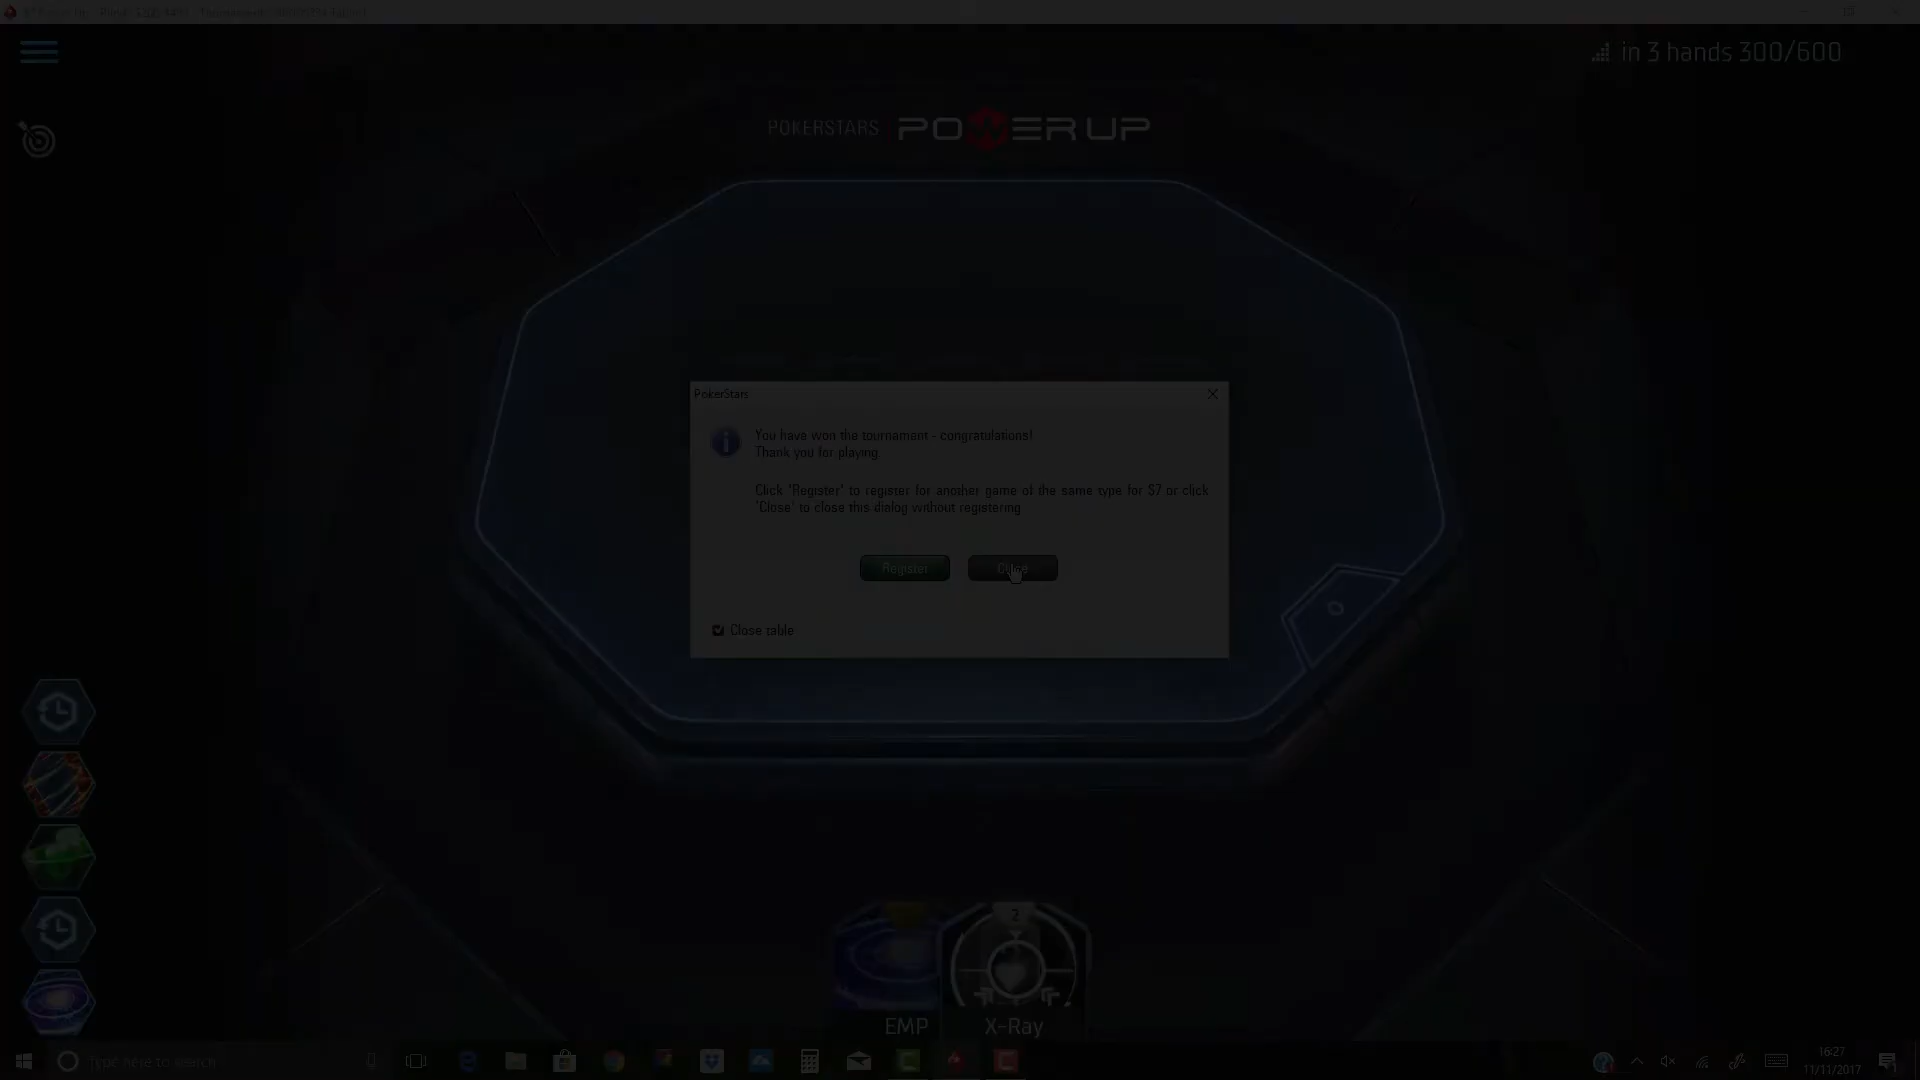 in 3 hands 300/600
POKERSTARS POWER UP
PokerStars
You have won the tournament - congratulations!
Thank you for playing.
Click 'Register' to register for another game of the same type for $7 or click
'Close' to close this dialog without registering
Register
Close
Close table
2
EMP
X-Ray
Type here to search
16:27
11/11/2017